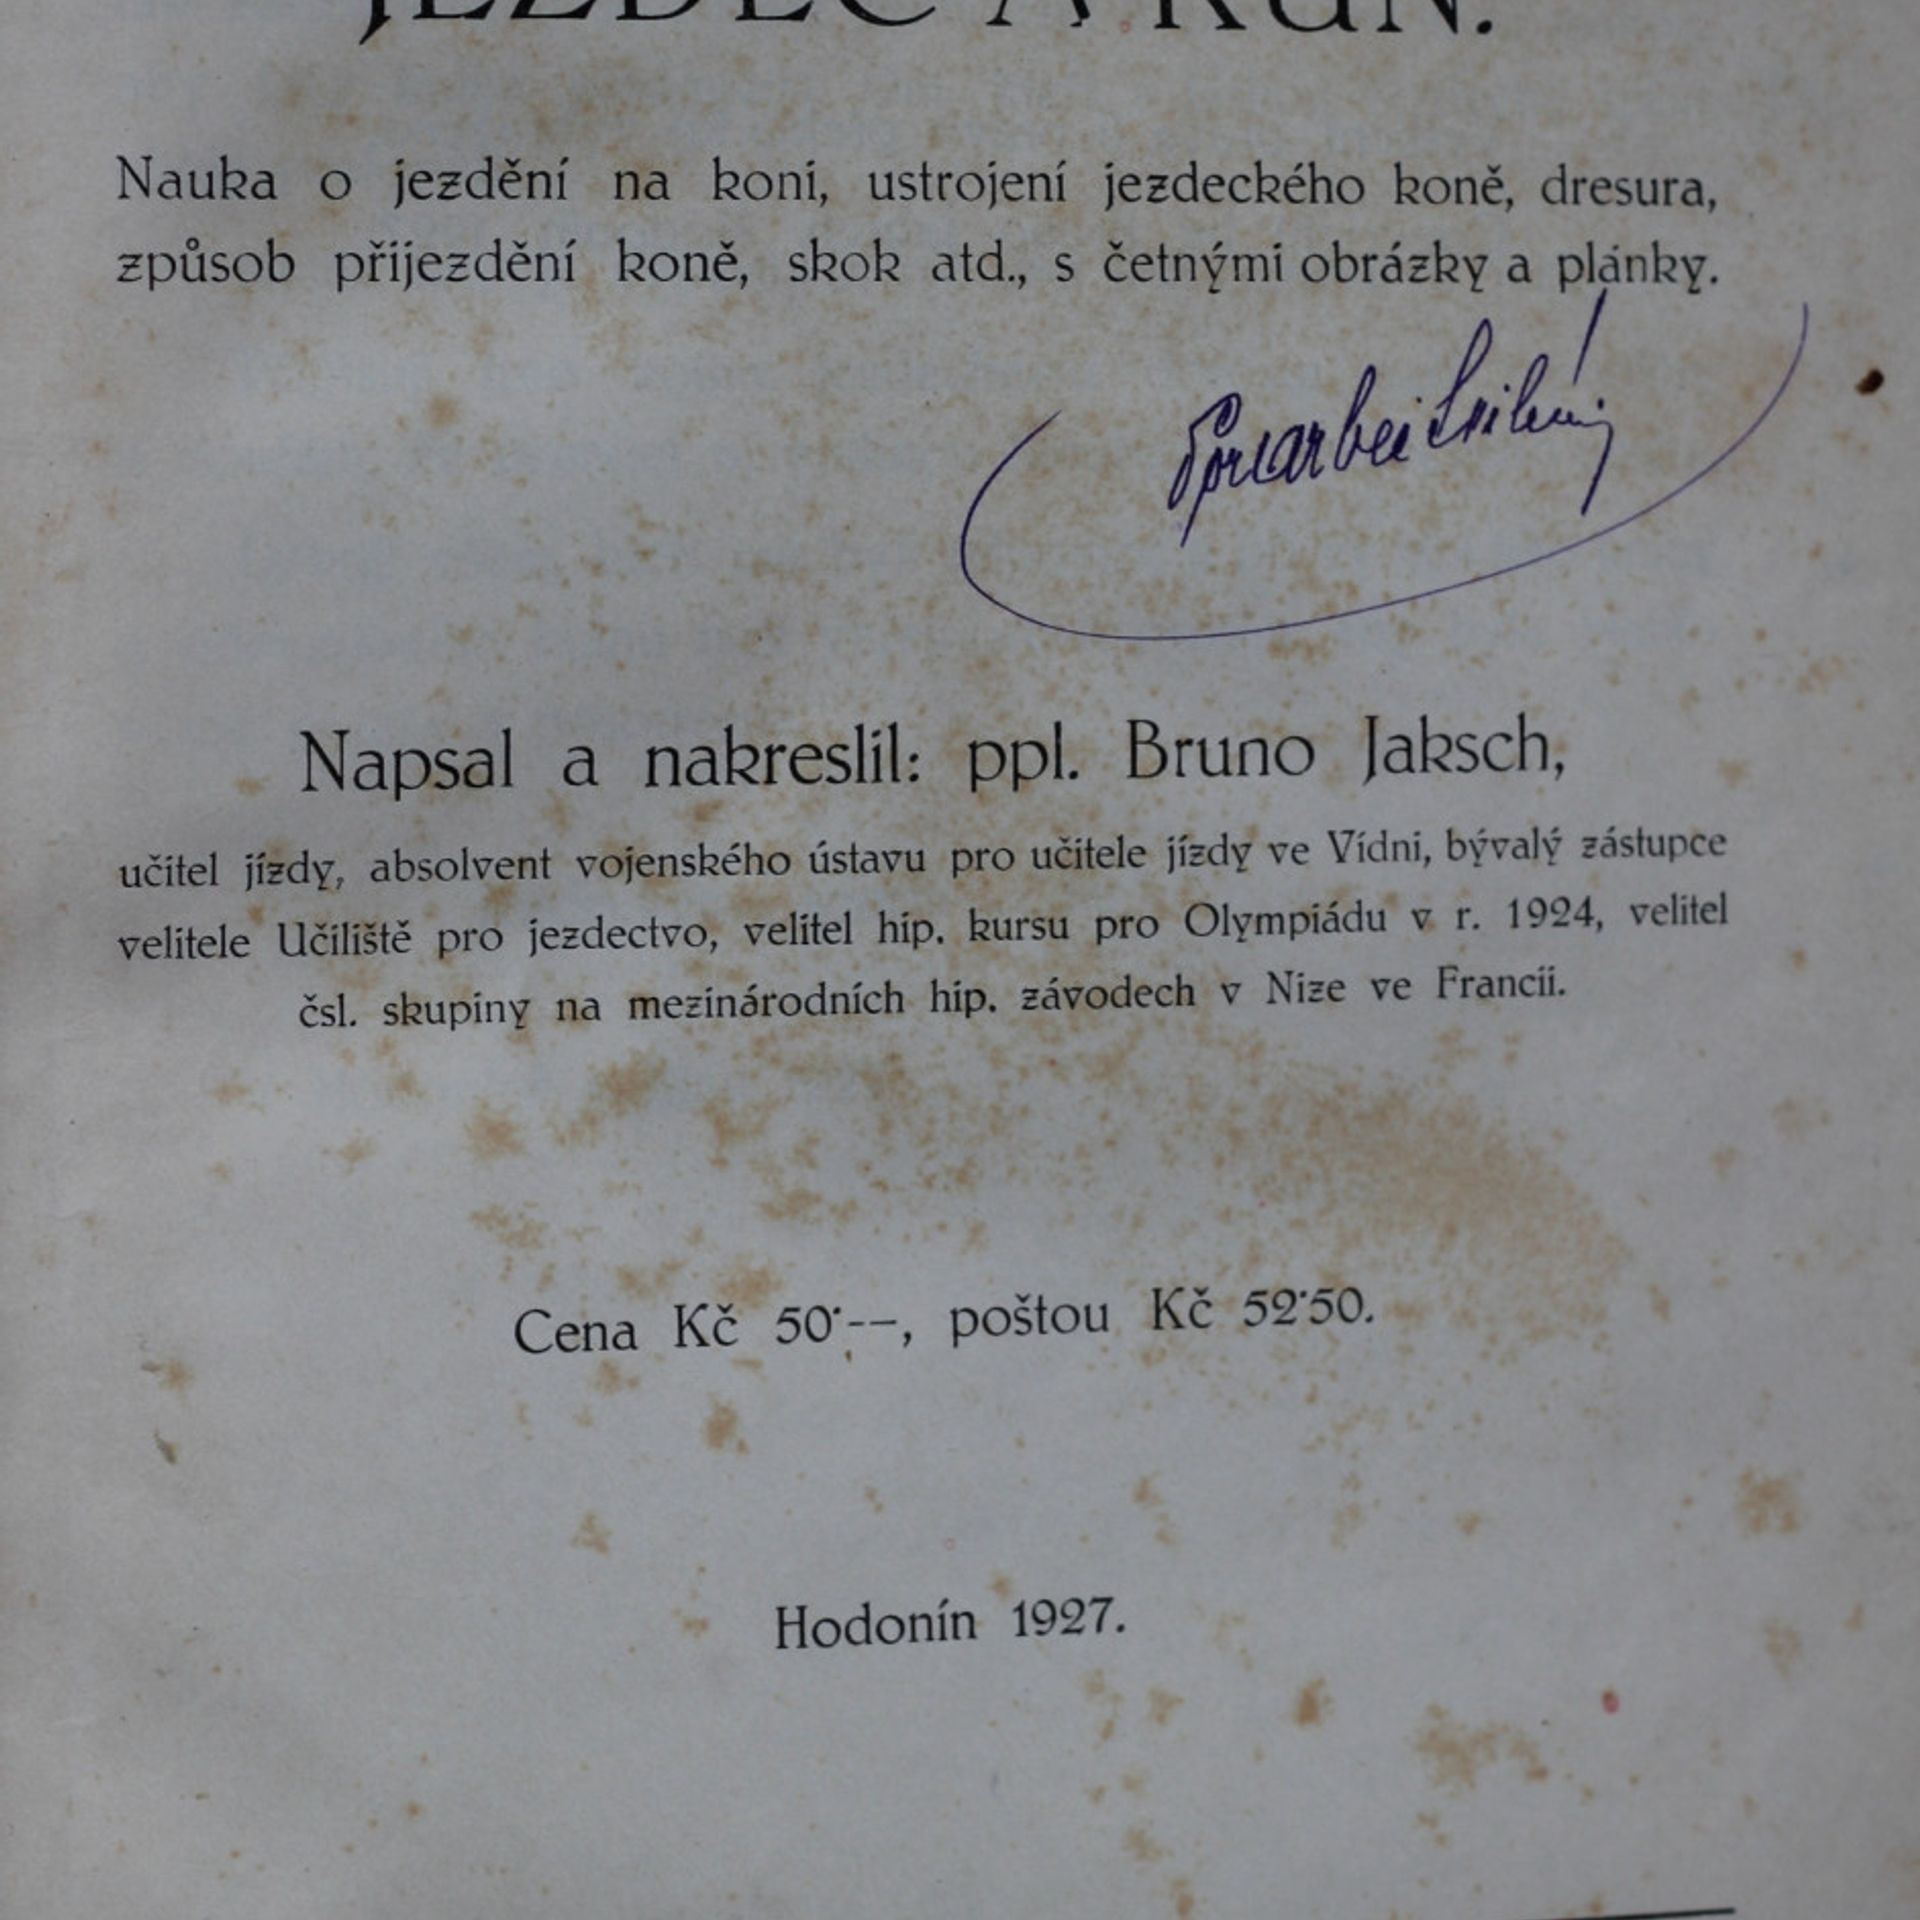 JEZDEC A KŮŇ.
Nauka o jezdění na koni, ustrojení jezdeckého koně, dresura,
způsob přijezdění koně, skok atd., s četnými obrázky a plánky.
Napsal a nakreslil: ppl. Bruno Jaksch,
učitel jízdy, absolvent vojenského ústavu pro učitele jízdy ve Vídni, bývalý zástupce
velitele Učiliště pro jezdectvo, velitel hip. kursu pro Olympiádu v r. 1924, velitel
čsl. skupiny na mezinárodních hip. závodech v Nize ve Francii.
Cena Kč 50·--, poštou Kč 52·50.
Hodonín 1927.